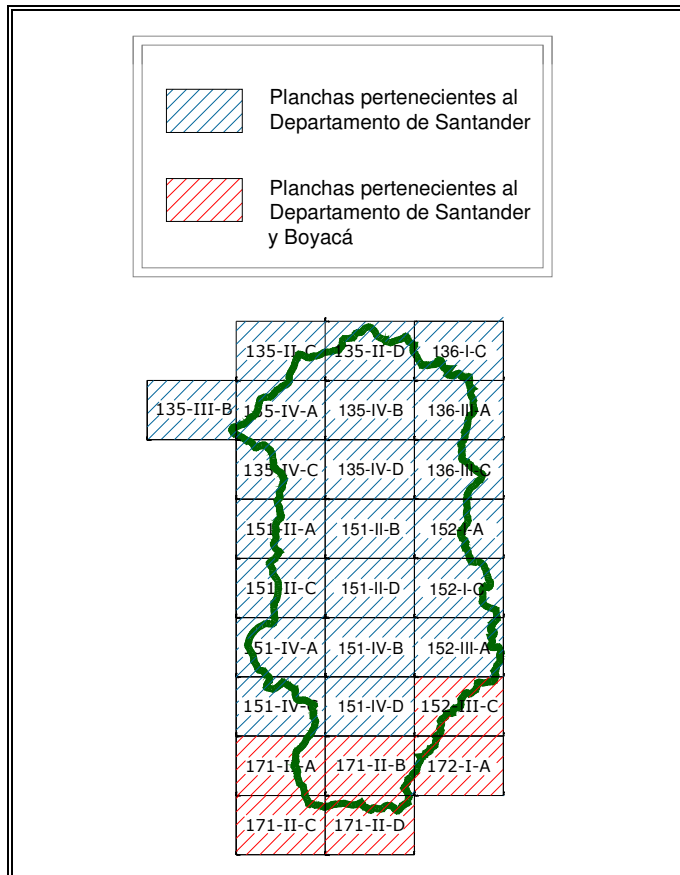 Planchas pertenecientes al
Departamento de Santander
Planchas pertenecientes al
Departamento de Santander
y Boyacá
135-II-C 135-II-D 136-I-C
135-III-B 135-IV-A 135-IV-B 136-III-A
135-IV-C 135-IV-D 136-III-C
151-II-A 151-II-B 152-I-A
151-II-C 151-II-D 152-I-C
151-IV-A 151-IV-B 152-III-A
151-IV-C 151-IV-D 152-III-C
171-II-A 171-II-B 172-I-A
171-II-C 171-II-D